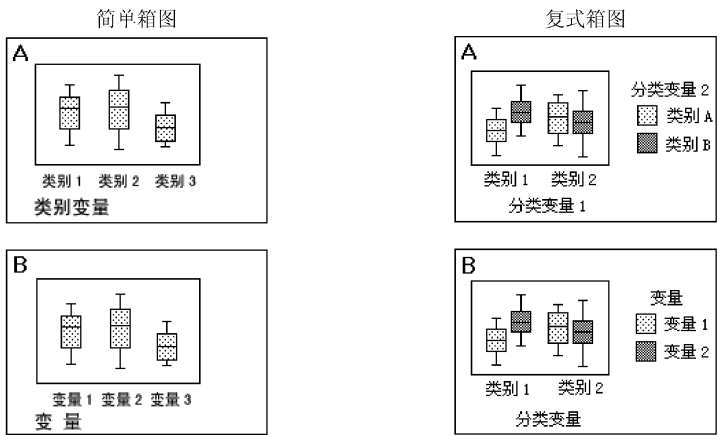 简单箱图
A
类别 1 类别 2 类别 3
类别变量
B
变量 1 变量 2 变量 3
变 量
复式箱图
A
分类变量 2
类别 A
类别 B
类别 1 类别 2
分类变量 1
B
变量
变量 1
变量 2
类别 1 类别 2
分类变量